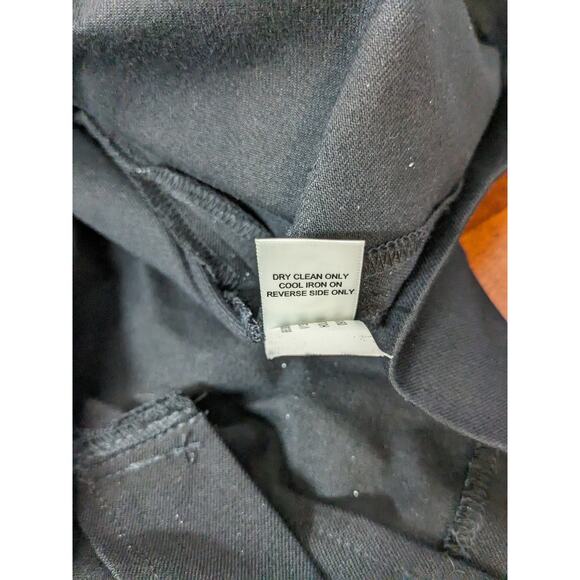 DRY CLEAN ONLY
COOL IRON ON
REVERSE SIDE ONLY